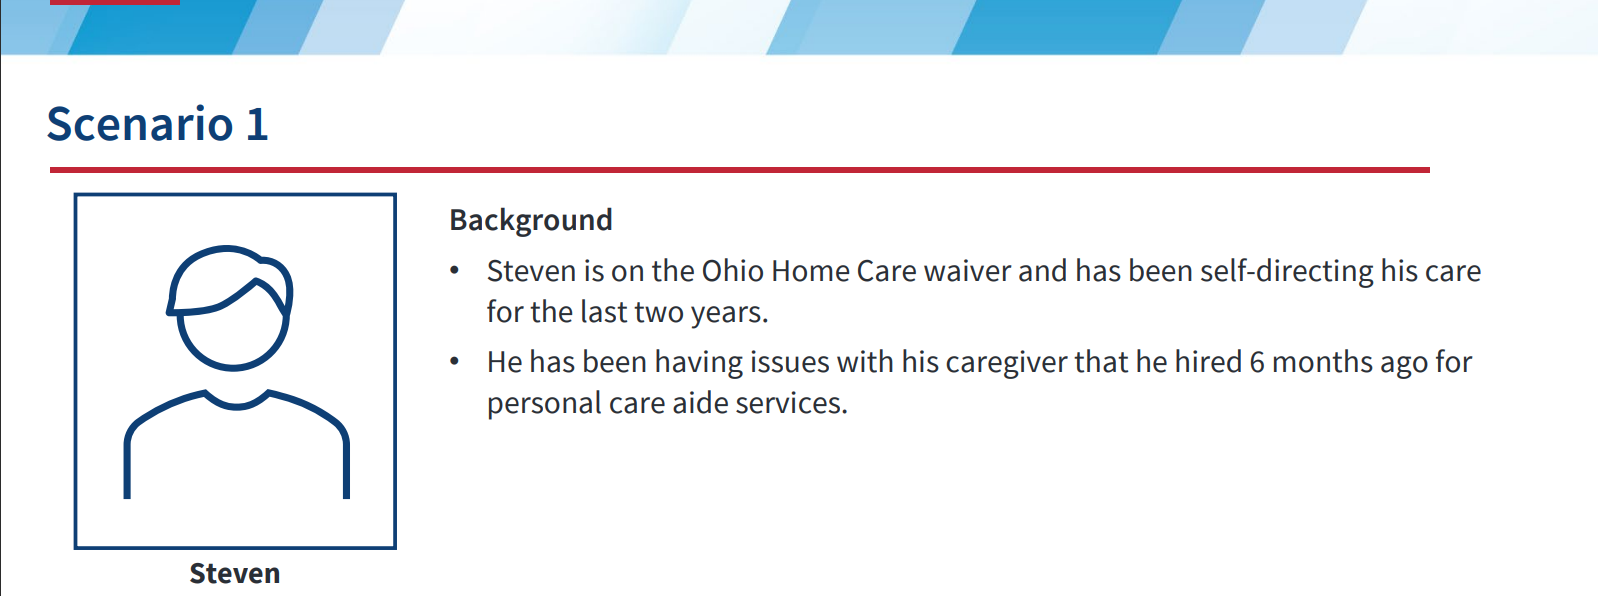 Scenario 1
Background
• Steven is on the Ohio Home Care waiver and has been self-directing his care
for the last two years.
• He has been having issues with his caregiver that he hired 6 months ago for
personal care aide services.
Steven